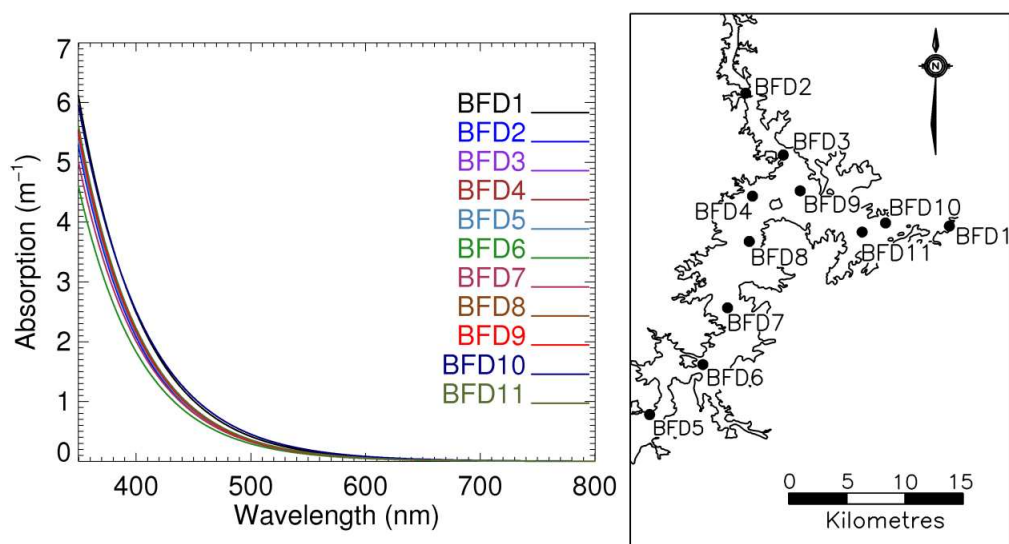 7
6
5
4
3
2
1
0
Absorption (m⁻¹)
400 500 600 700 800
Wavelength (nm)
BFD1
BFD2
BFD3
BFD4
BFD5
BFD6
BFD7
BFD8
BFD9
BFD10
BFD11
N
BFD2
BFD3
BFD4
BFD9
BFD10
BFD1
BFD8
BFD11
BFD7
BFD6
BFD5
0 5 10 15
Kilometres